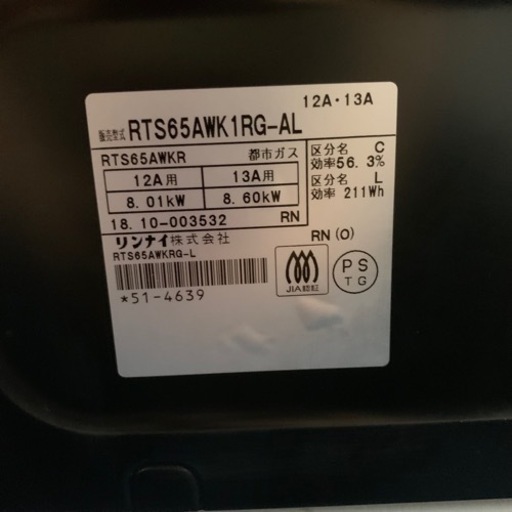 12A・13A
販売型式 RTS65AWK1RG-AL
RTS65AWKR 都市ガス
12A用 13A用
8.01kW 8.60kW
区分名 C
効率56.3%
区分名 L
効率 211Wh
18.10-003532 RN
リンナイ株式会社
RN(O)
RTS65AWKRG-L
*51-4639
JIA認証
PS
TG